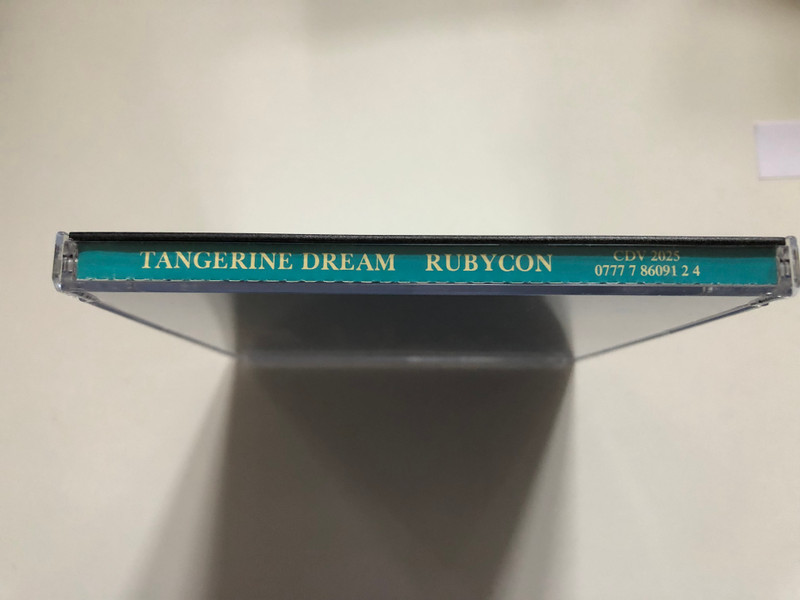 TANGERINE DREAM RUBYCON
CDV 2025
0777 7 86091 2 4